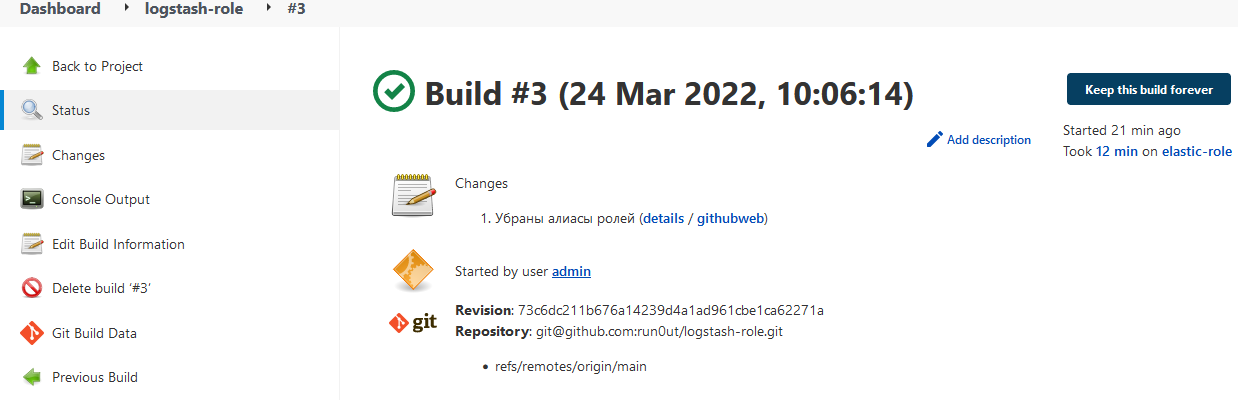 Dashboard logstash-role #3
Back to Project
Status
Changes
Console Output
Edit Build Information
Delete build ‘#3’
Git Build Data
Previous Build
Build #3 (24 Mar 2022, 10:06:14)
Keep this build forever
Add description
Started 21 min ago
Took 12 min on elastic-role
Changes
1. Убраны алиасы ролей (details / githubweb)
Started by user admin
git
Revision: 73c6dc211b676a14239d4a1ad961cbe1ca62271a
Repository: git@github.com:run0ut/logstash-role.git
• refs/remotes/origin/main